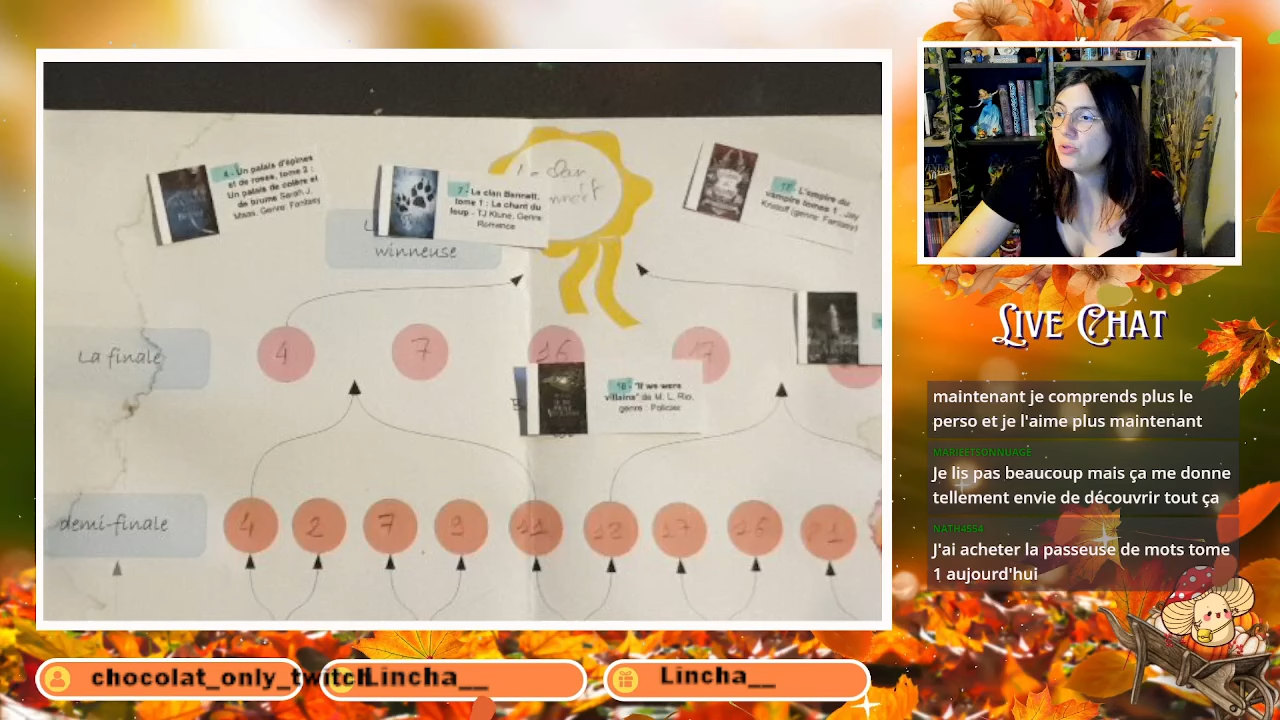 4 - Un palais d'épines
et de roses, tome 2 :
Un palais de colère et
de brume Sarah J.
Maas. Genre: Fantasy
7 - Le clan Bennett,
tome 1 : La chant du
loup - TJ Klune, Genre
Romance
L'empire du
vampire tomes 1 . Jay
Kristoff (genre: Fantasy)
winneuse
La finale
4
7
16
17
16 - "If we were
villains" de M. L. Rio,
genre : Policier
demi-finale
4
2
7
9
11
12
17
16
21
LIVE CHAT
maintenant je comprends plus le
perso et je l'aime plus maintenant
MARIEETSONNUAGE
Je lis pas beaucoup mais ça me donne
tellement envie de découvrir tout ça
NATH4554
J'ai acheter la passeuse de mots tome
1 aujourd'hui
chocolat_only_twitch
Lincha__
Lincha__